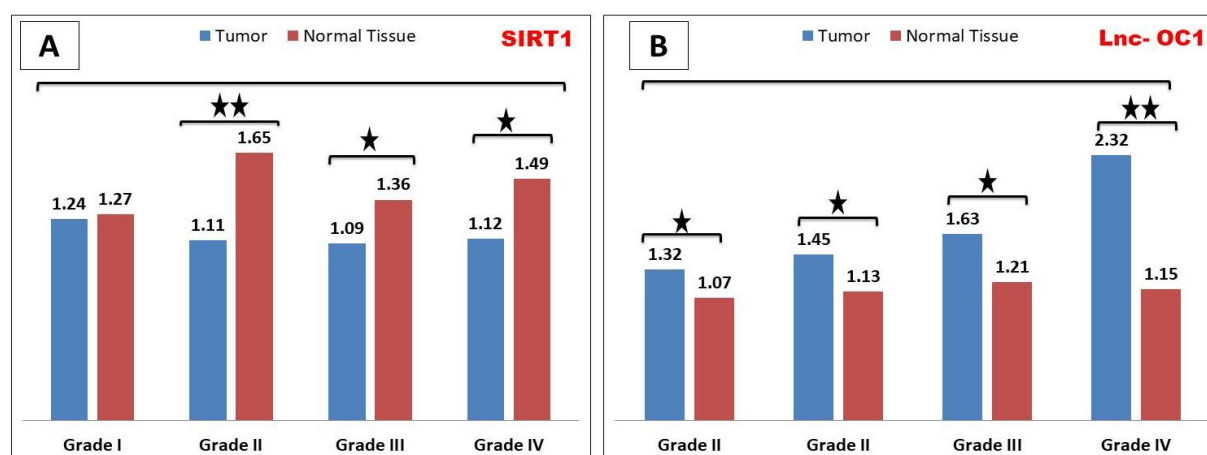 A
Tumor Normal Tissue
SIRT1
1.24 1.27
1.11 1.65
1.09 1.36
1.12 1.49
Grade I Grade II Grade III Grade IV
B
Tumor Normal Tissue
Lnc- OC1
1.32 1.07
1.45 1.13
1.63 1.21
2.32 1.15
Grade II Grade II Grade III Grade IV